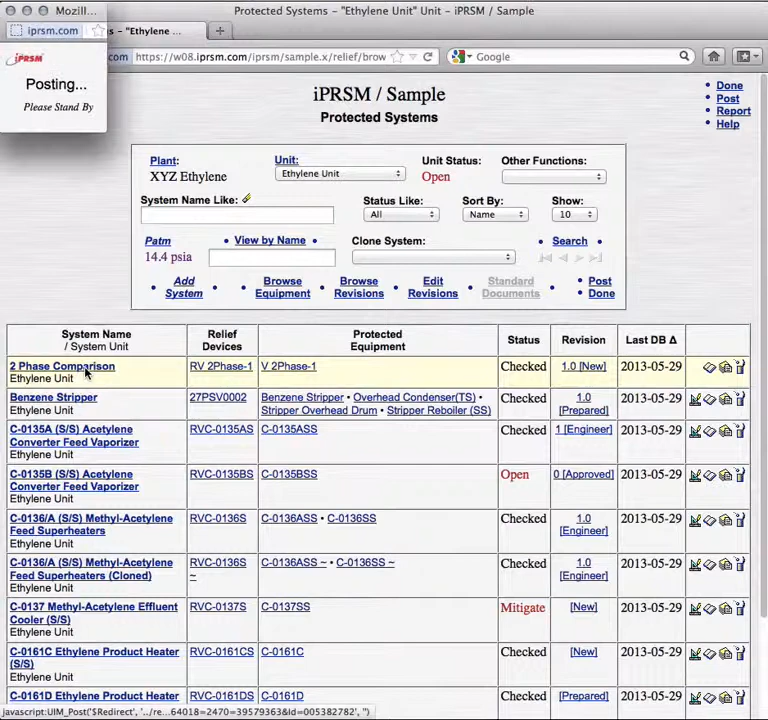 Mozill...
Protected Systems - "Ethylene Unit" Unit - iPRSM / Sample
iprsm.com
s - "Ethylene ...
+
com https://w08.iprsm.com/iprsm/sample.x/relief/brow
Google
iPRSM
Posting...
Please Stand By
iPRSM / Sample
Protected Systems
• Done
• Post
• Report
• Help
Plant:
Unit:
Unit Status:
Other Functions:
XYZ Ethylene
Ethylene Unit
Open
System Name Like:
Status Like:
Sort By:
Show:
All
Name
10
Patm
• View by Name •
Clone System:
• Search •
14.4 psia
• Add System •
• Browse Equipment •
Browse Revisions •
Edit Revisions •
Standard Documents •
• Post
• Done
System Name / System Unit
Relief Devices
Protected Equipment
Status
Revision
Last DB Δ
2 Phase Comparison
Ethylene Unit
RV 2Phase-1
V 2Phase-1
Checked
1.0 [New]
2013-05-29
Benzene Stripper
Ethylene Unit
27PSV0002
Benzene Stripper • Overhead Condenser(TS) •
Stripper Overhead Drum • Stripper Reboiler (SS)
Checked
1.0 [Prepared]
2013-05-29
C-0135A (S/S) Acetylene
Converter Feed Vaporizer
Ethylene Unit
RVC-0135AS
C-0135ASS
Checked
1 [Engineer]
2013-05-29
C-0135B (S/S) Acetylene
Converter Feed Vaporizer
Ethylene Unit
RVC-0135BS
C-0135BSS
Open
0 [Approved]
2013-05-29
C-0136/A (S/S) Methyl-Acetylene
Feed Superheaters
Ethylene Unit
RVC-0136S
C-0136ASS • C-0136SS
Checked
1.0 [Engineer]
2013-05-29
C-0136/A (S/S) Methyl-Acetylene
Feed Superheaters (Cloned)
Ethylene Unit
RVC-0136S ~
C-0136ASS ~ • C-0136SS ~
Checked
1.0 [Engineer]
2013-05-29
C-0137 Methyl-Acetylene Effluent
Cooler (S/S)
Ethylene Unit
RVC-0137S
C-0137SS
Mitigate
[New]
2013-05-29
C-0161C Ethylene Product Heater
(S/S)
Ethylene Unit
RVC-0161CS
C-0161C
Checked
[New]
2013-05-29
C-0161D Ethylene Product Heater
RVC-0161DS
C-0161D
Checked
[Prepared]
2013-05-29
javascript:UIM_Post('$Redirect', '../re...64018=2470=39579363&Id=005382782, '')